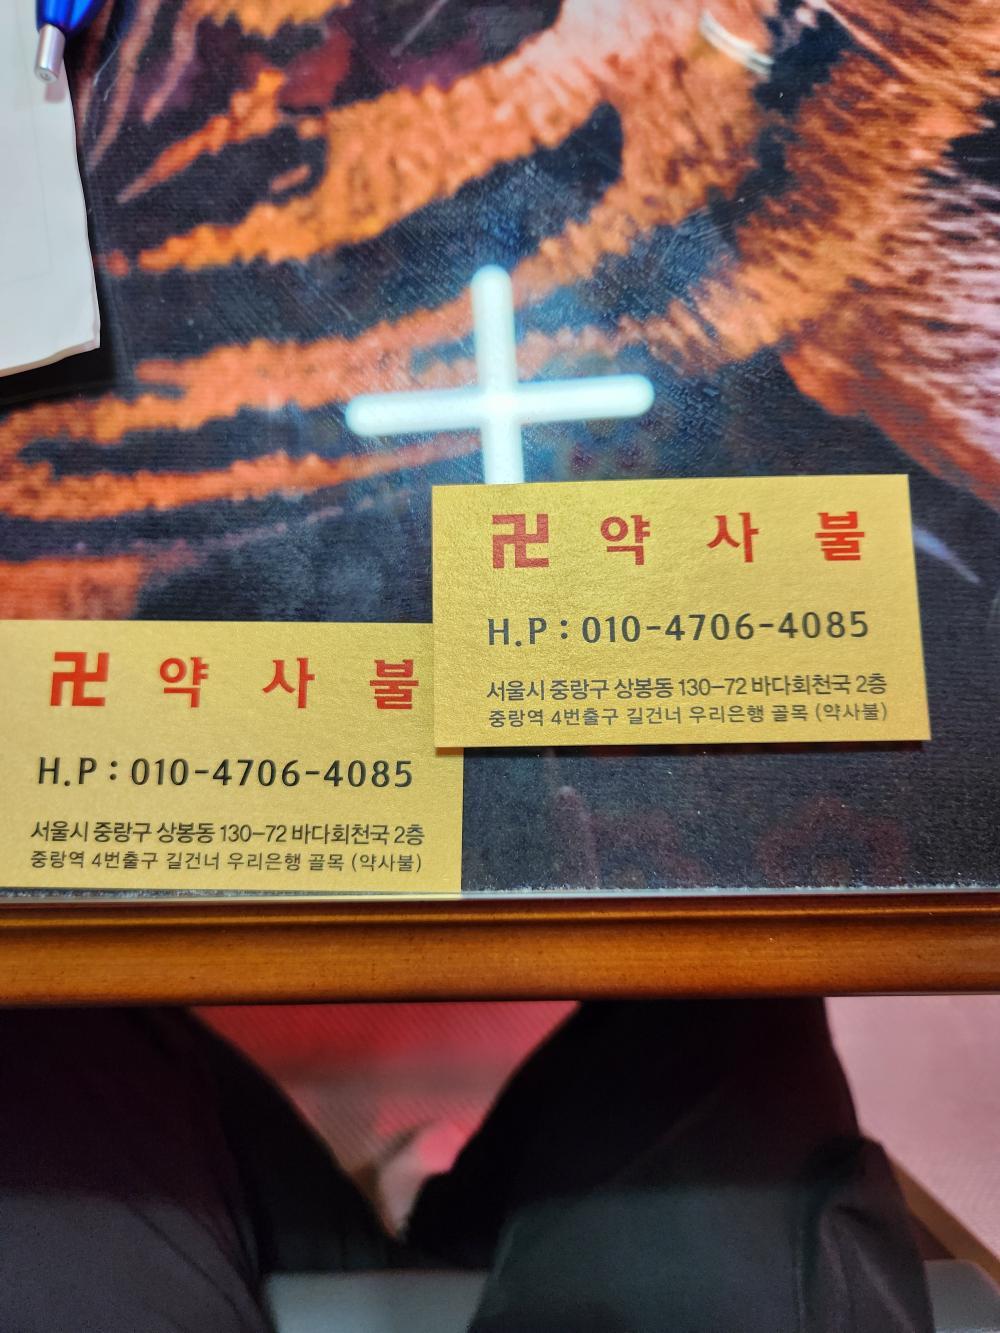 卍 약 사 불
H.P : 010-4706-4085
서울시 중랑구 상봉동 130-72 바다회천국 2층
중랑역 4번출구 길건너 우리은행 골목 (약사불)
卍 약 사 불
H.P : 010-4706-4085
서울시 중랑구 상봉동 130-72 바다회천국 2층
중랑역 4번출구 길건너 우리은행 골목 (약사불)